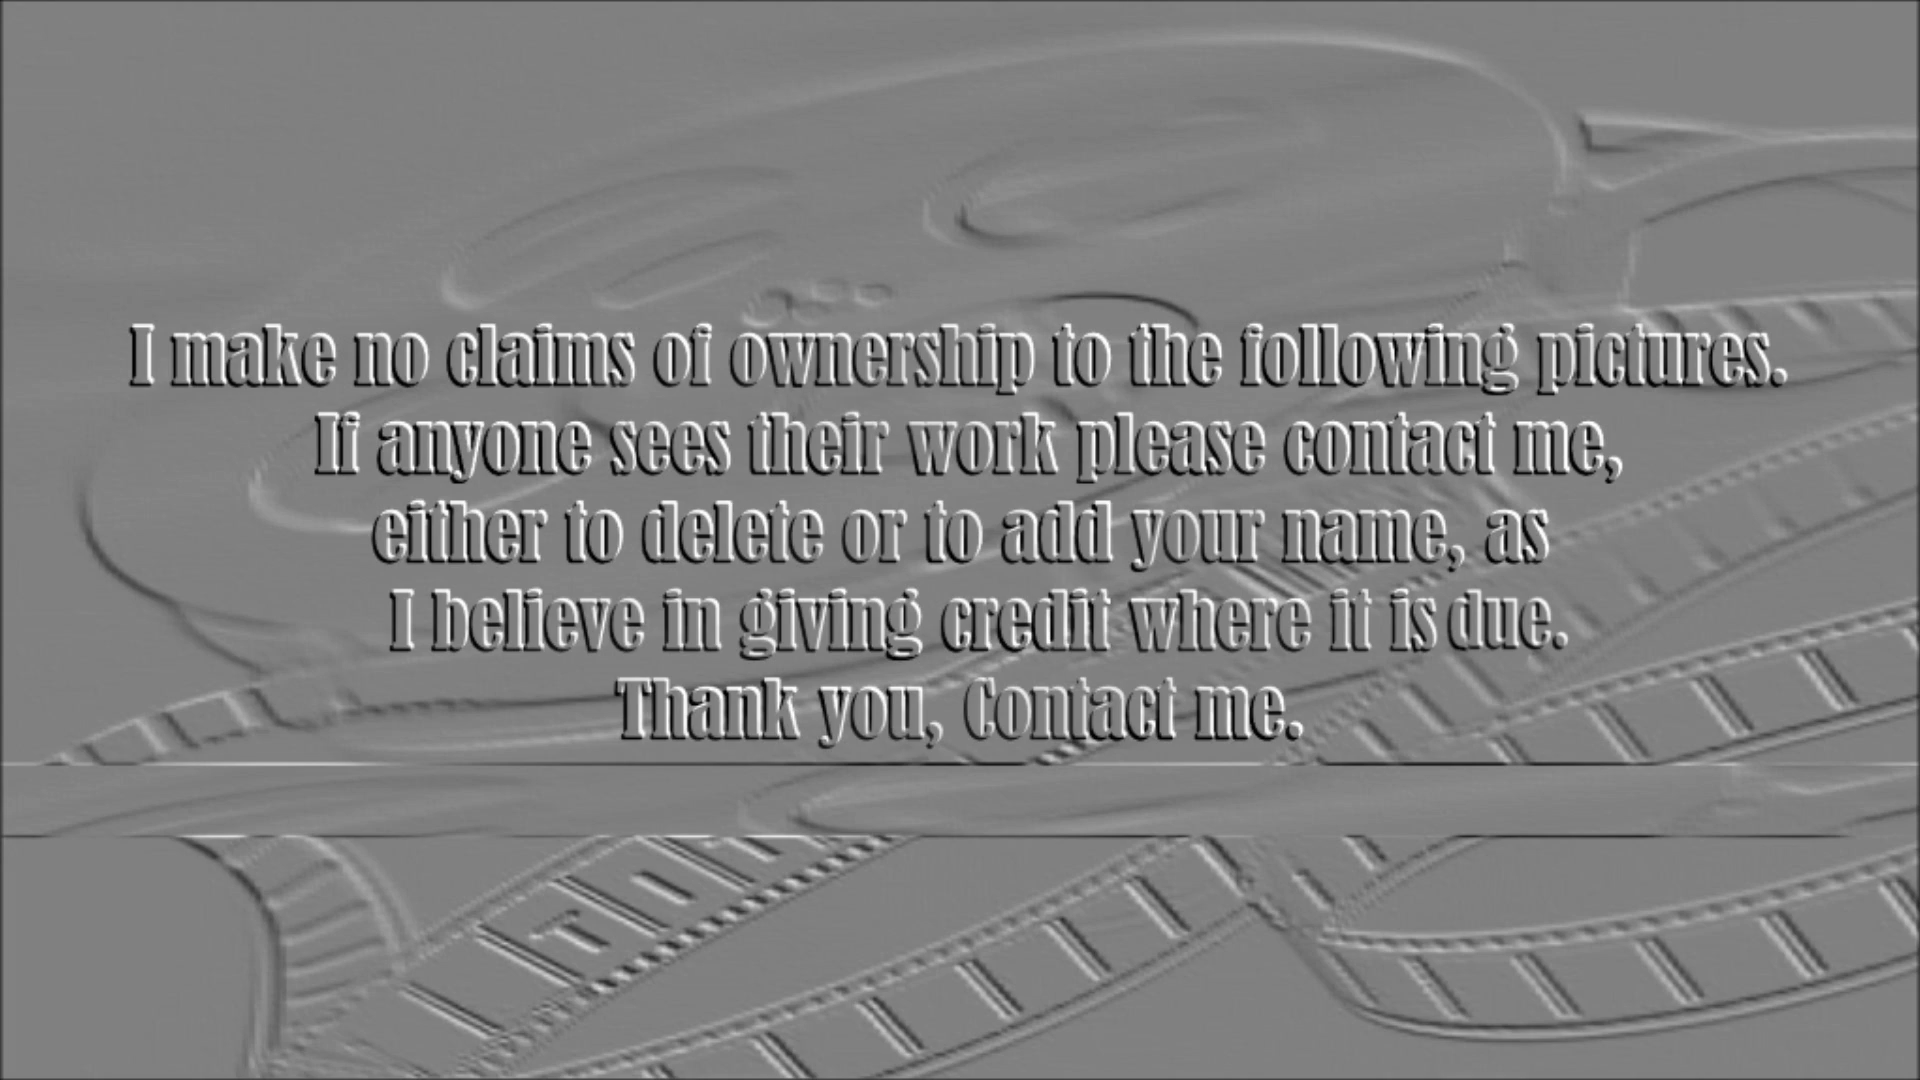 I make no claims of ownership to the following pictures.
If anyone sees their work please contact me,
either to delete or to add your name, as
I believe in giving credit where it is due.
Thank you, Contact me.